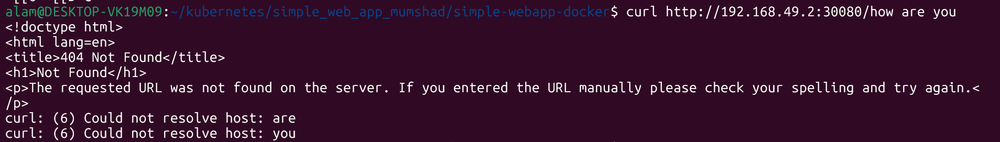 alam@DESKTOP-VK19M09:~/kubernetes/simple_web_app_mumshad/simple-webapp-docker$ curl http://192.168.49.2:30080/how are you
<!doctype html>
<html lang=en>
<title>404 Not Found</title>
<h1>Not Found</h1>
<p>The requested URL was not found on the server. If you entered the URL manually please check your spelling and try again.<
/p>
curl: (6) Could not resolve host: are
curl: (6) Could not resolve host: you